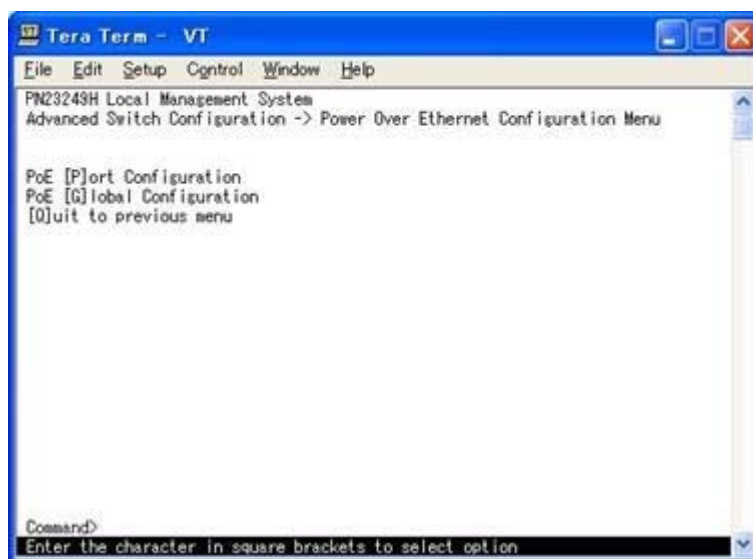 Tera Term - VT
File Edit Setup Control Window Help
PN23249H Local Management System
Advanced Switch Configuration -> Power Over Ethernet Configuration Menu
PoE [P]ort Configuration
PoE [G]lobal Configuration
[Q]uit to previous menu
Command>
Enter the character in square brackets to select option